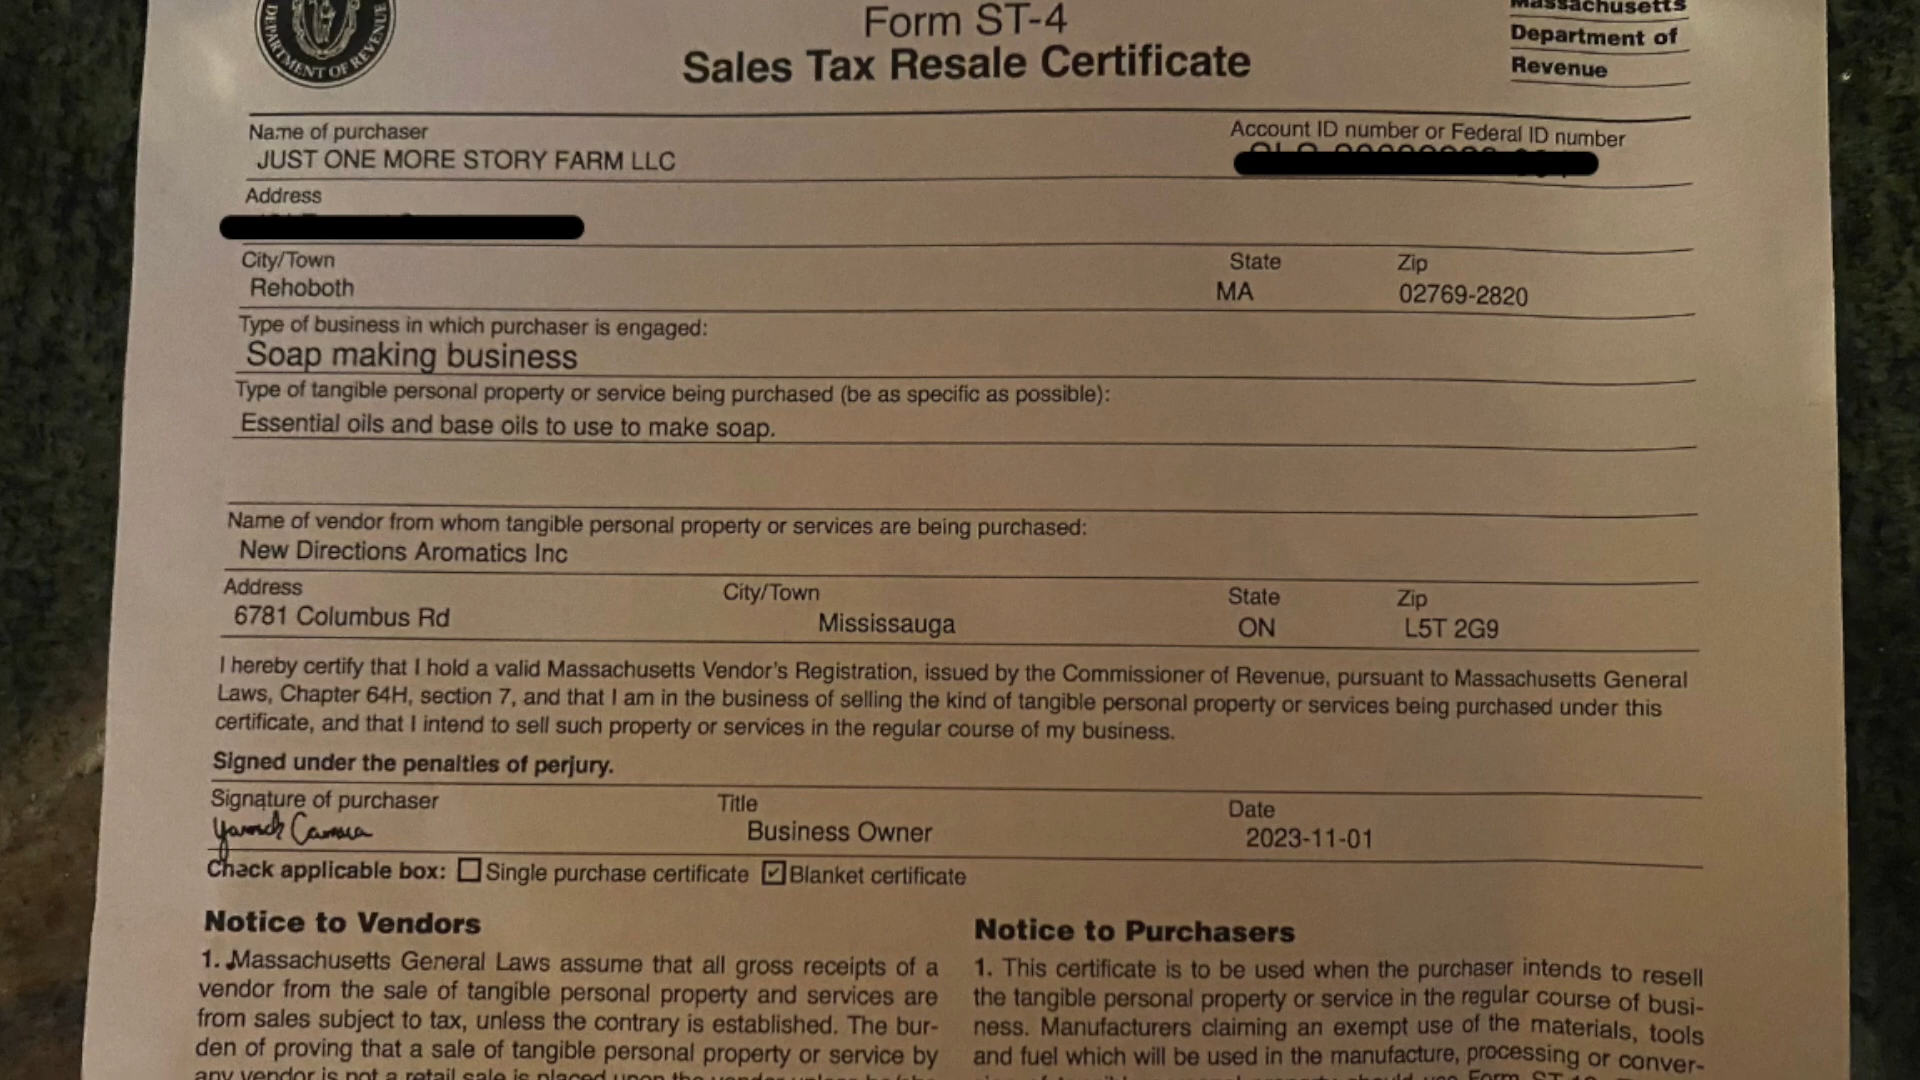 DEPARTMENT OF REVENUE
Form ST-4
Sales Tax Resale Certificate
Massachusetts
Department of
Revenue
Name of purchaser
JUST ONE MORE STORY FARM LLC
Account ID number or Federal ID number
Address
City/Town
Rehoboth
State
MA
Zip
02769-2820
Type of business in which purchaser is engaged:
Soap making business
Type of tangible personal property or service being purchased (be as specific as possible):
Essential oils and base oils to use to make soap.
Name of vendor from whom tangible personal property or services are being purchased:
New Directions Aromatics Inc
Address
6781 Columbus Rd
City/Town
Mississauga
State
ON
Zip
L5T 2G9
I hereby certify that I hold a valid Massachusetts Vendor's Registration, issued by the Commissioner of Revenue, pursuant to Massachusetts General
Laws, Chapter 64H, section 7, and that I am in the business of selling the kind of tangible personal property or services being purchased under this
certificate, and that I intend to sell such property or services in the regular course of my business.
Signed under the penalties of perjury.
Signature of purchaser
Title
Business Owner
Date
2023-11-01
Check applicable box: Single purchase certificate Blanket certificate
Notice to Vendors
1. Massachusetts General Laws assume that all gross receipts of a
vendor from the sale of tangible personal property and services are
from sales subject to tax, unless the contrary is established. The bur-
den of proving that a sale of tangible personal property or service by
any vendor is not a retail sale is placed upon the vendor unless
Notice to Purchasers
1. This certificate is to be used when the purchaser intends to resell
the tangible personal property or service in the regular course of busi-
ness. Manufacturers claiming an exempt use of the materials, tools
and fuel which will be used in the manufacture, processing or conver-